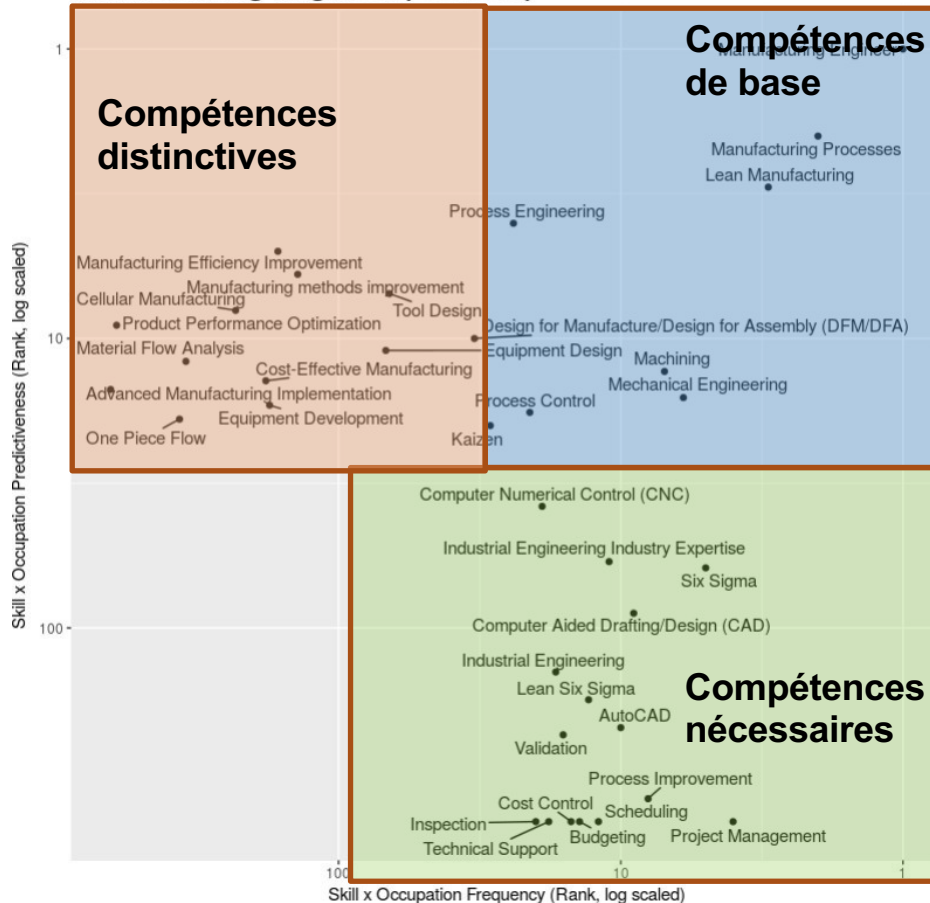 1
Compétences
de base
Manufacturing Engineer
Compétences
distinctives
Manufacturing Processes
Lean Manufacturing
Process Engineering
Manufacturing Efficiency Improvement
Manufacturing methods improvement
Cellular Manufacturing
Tool Design
Product Performance Optimization
Design for Manufacture/Design for Assembly (DFM/DFA)
10
Material Flow Analysis
Equipment Design
Machining
Cost-Effective Manufacturing
Mechanical Engineering
Advanced Manufacturing Implementation
Process Control
Equipment Development
One Piece Flow
Kaizen
Skill x Occupation Predictiveness (Rank, log scaled)
Computer Numerical Control (CNC)
Industrial Engineering Industry Expertise
Six Sigma
100
Computer Aided Drafting/Design (CAD)
Industrial Engineering
Lean Six Sigma
Compétences
nécessaires
AutoCAD
Validation
Process Improvement
Cost Control
Scheduling
Inspection
Budgeting
Project Management
Technical Support
100
10
1
Skill x Occupation Frequency (Rank, log scaled)